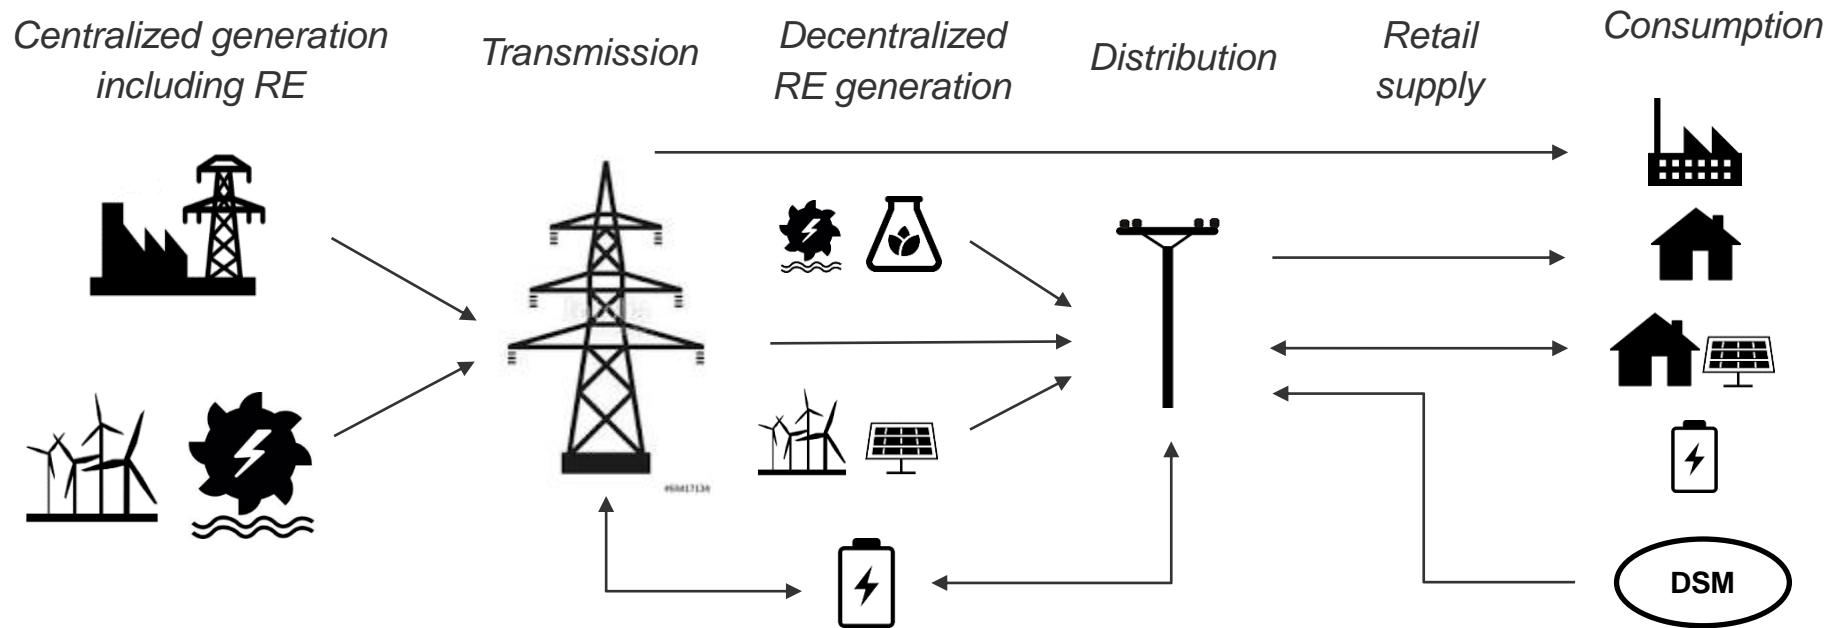 Centralized generation
including RE
Transmission
Decentralized
RE generation
Distribution
Retail
supply
Consumption
DSM